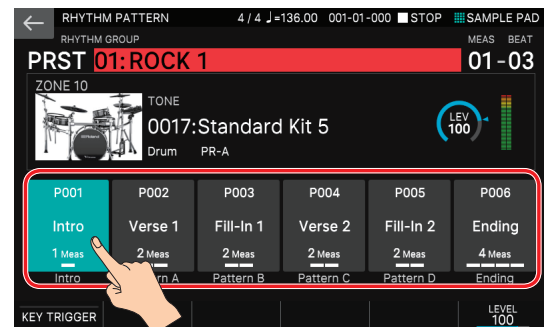 RHYTHM PATTERN 4 / 4 ♩=136.00 001-01-000 STOP SAMPLE PAD
RHYTHM GROUP MEAS BEAT
PRST 01:ROCK 1 01-03
ZONE 10
TONE
0017:Standard Kit 5
Drum PR-A
LEV
100
P001 P002 P003 P004 P005 P006
Intro Verse 1 Fill-In 1 Verse 2 Fill-In 2 Ending
1 Meas 2 Meas 2 Meas 2 Meas 2 Meas 4 Meas
Intro A Pattern B Pattern C Pattern D Ending
KEY TRIGGER
LEVEL
100